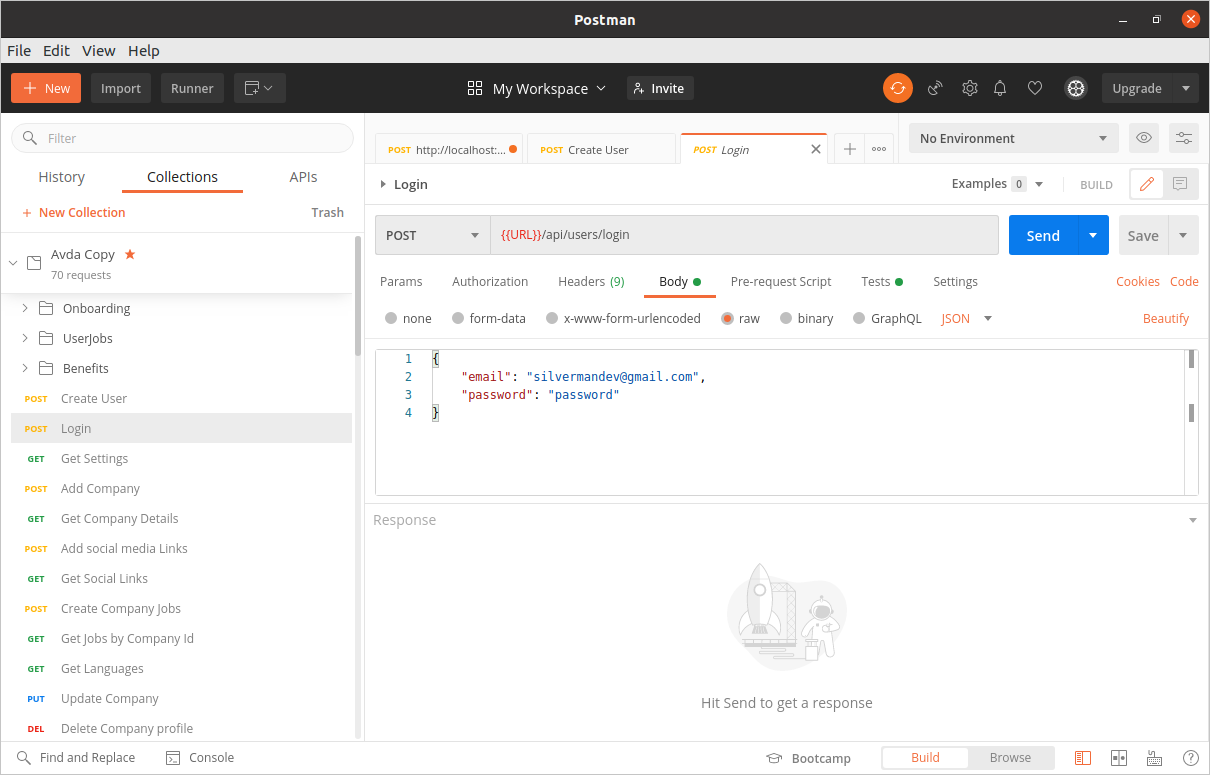 Postman
File Edit View Help
New Import Runner My Workspace Invite Upgrade
Filter
History Collections APIs
New Collection Trash
Avda Copy
70 requests
Onboarding
UserJobs
Benefits
POST Create User
POST Login
GET Get Settings
POST Add Company
GET Get Company Details
POST Add social media Links
GET Get Social Links
POST Create Company Jobs
GET Get Jobs by Company Id
GET Get Languages
PUT Update Company
DEL Delete Company profile
POST http://localhost:... POST Create User POST Login No Environment
Login Examples 0 BUILD
POST {{URL}}/api/users/login Send Save
Params Authorization Headers (9) Body Pre-request Script Tests Settings Cookies Code
none form-data x-www-form-urlencoded raw binary GraphQL JSON Beautify
1 {
2 "email": "silvermandev@gmail.com",
3 "password": "password"
4 }
Response
Hit Send to get a response
Find and Replace Console Bootcamp Build Browse